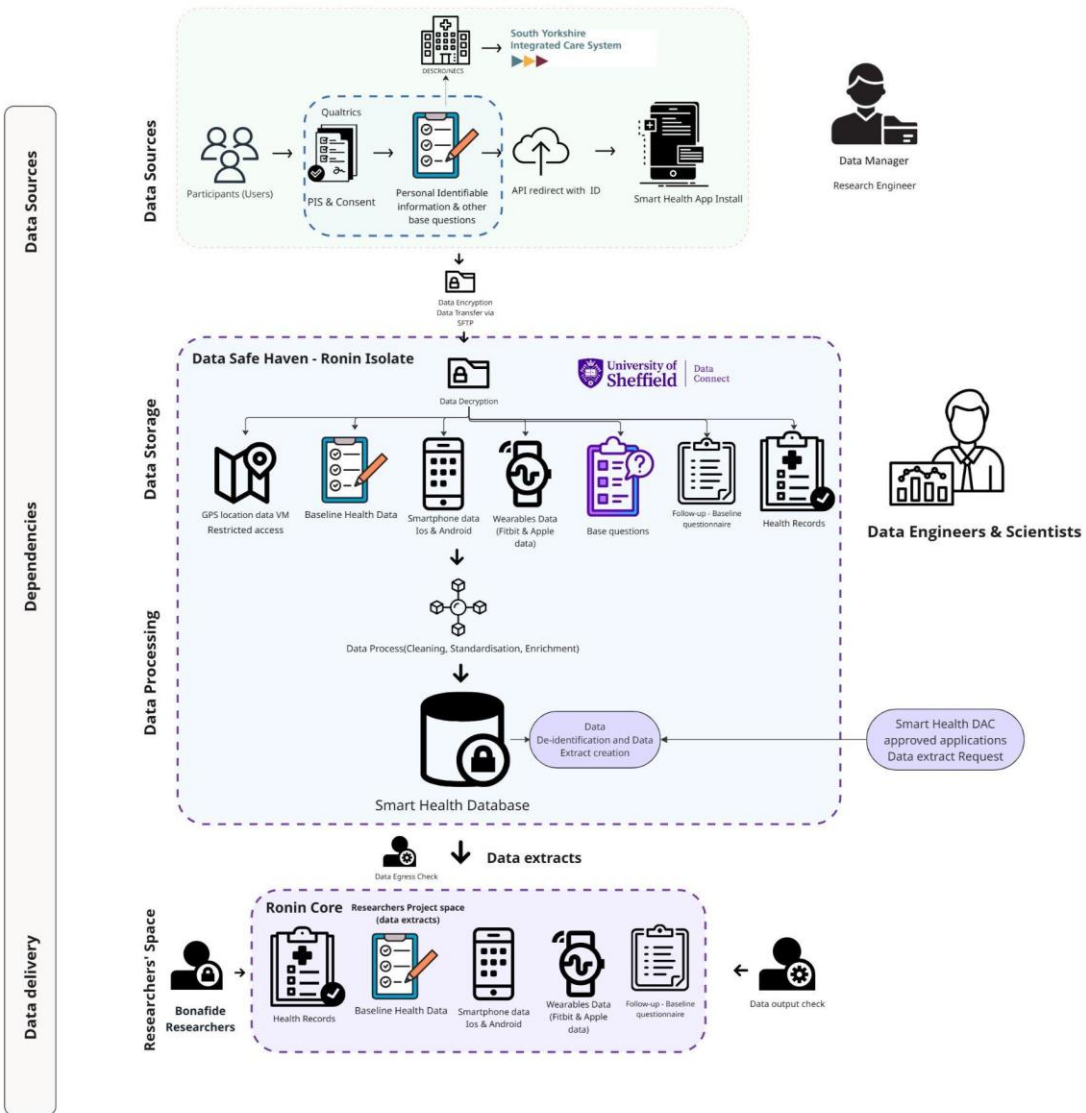 South Yorkshire
Integrated Care System
DESCRO/NECS
Qualtrics
Participants (Users)
PIS & Consent
Personal Identifiable
information & other
base questions
API redirect with ID
Smart Health App Install
Data Manager
Research Engineer
Data Sources
Data Sources
Data Encryption
Data Transfer via
SFTP
Data Safe Haven - Ronin Isolate
University of
Sheffield
Data
Connect
Data Decryption
Data Storage
GPS location data VM
Restricted access
Baseline Health Data
Smartphone data
Ios & Android
Wearables Data
(Fitbit & Apple
data)
Base questions
Follow-up - Baseline
questionnaire
Health Records
Data Engineers & Scientists
Dependencies
Data Processing
Data Process(Cleaning, Standardisation, Enrichment)
Data
De-identification and Data
Extract creation
Smart Health DAC
approved applications
Data extract Request
Smart Health Database
Data Egress Check
Data extracts
Data delivery
Researchers' Space
Bonafide
Researchers
Ronin Core
Researchers Project space
(data extracts)
Health Records
Baseline Health Data
Smartphone data
Ios & Android
Wearables Data
(Fitbit & Apple
data)
Follow-up - Baseline
questionnaire
Data output check